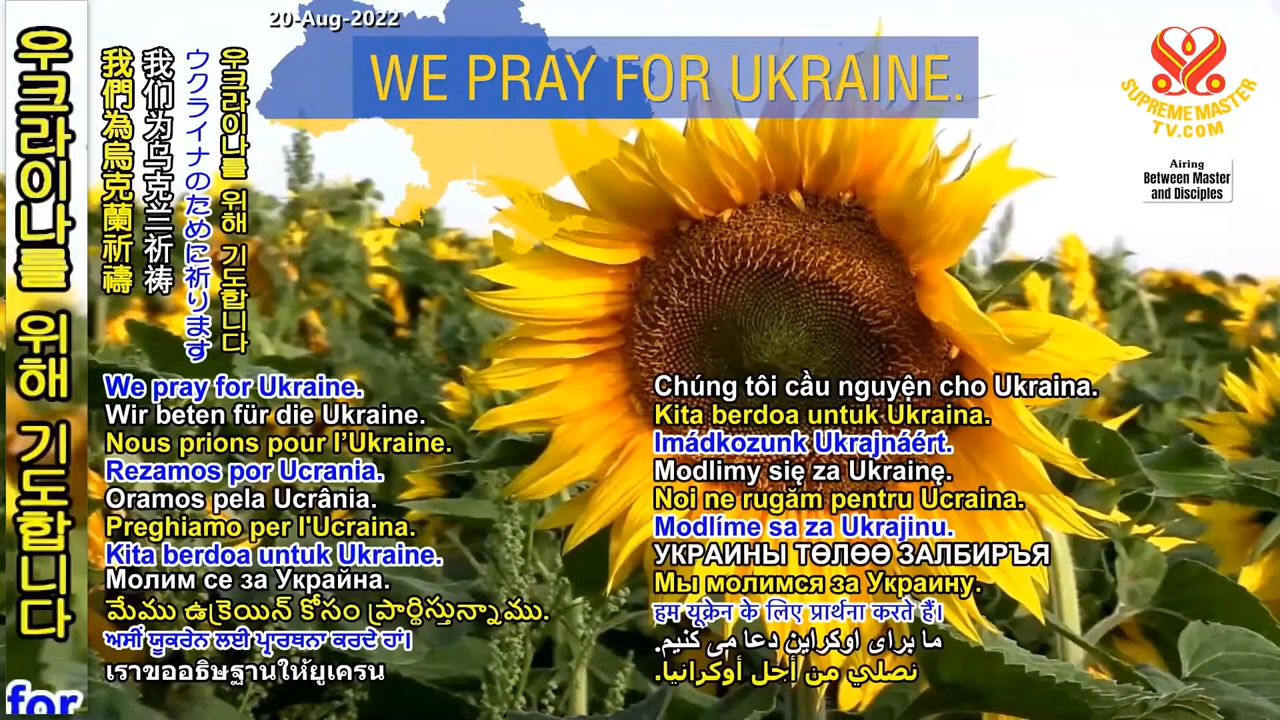 20-Aug-2022
WE PRAY FOR UKRAINE.
SUPREME MASTER
TV.COM
Airing
Between Master
and Disciples
우크라이나를 위해 기도합니다
我們為烏克蘭祈禱
我们为乌克兰祈祷
ウクライナのために祈ります
우크라이나를 위해 기도합니다
We pray for Ukraine.
Wir beten für die Ukraine.
Nous prions pour l’Ukraine.
Rezamos por Ucrania.
Oramos pela Ucrânia.
Preghiamo per l'Ucraina.
Kita berdoa untuk Ukraine.
Молим се за Украйна.
మేము ఉక్రెయిన్ కోసం ప్రార్థిస్తున్నాము.
ਅਸੀਂ ਯੂਕਰੇਨ ਲਈ ਪ੍ਰਾਰਥਨਾ ਕਰਦੇ ਹਾਂ।
เราขออธิษฐานให้ยูเครน
Chúng tôi cầu nguyện cho Ukraina.
Kita berdoa untuk Ukraina.
Imádkozunk Ukrajnáért.
Modlimy się za Ukrainę.
Noi ne rugăm pentru Ucraina.
Modlíme sa za Ukrajinu.
УКРАИНЫ ТӨЛӨӨ ЗАЛБИРЪЯ
Мы молимся за Украину.
हम यूक्रेन के लिए प्रार्थना करते हैं।
ما برای اوکراین دعا می کنیم.
نصلي من أجل أوكرانيا.
for